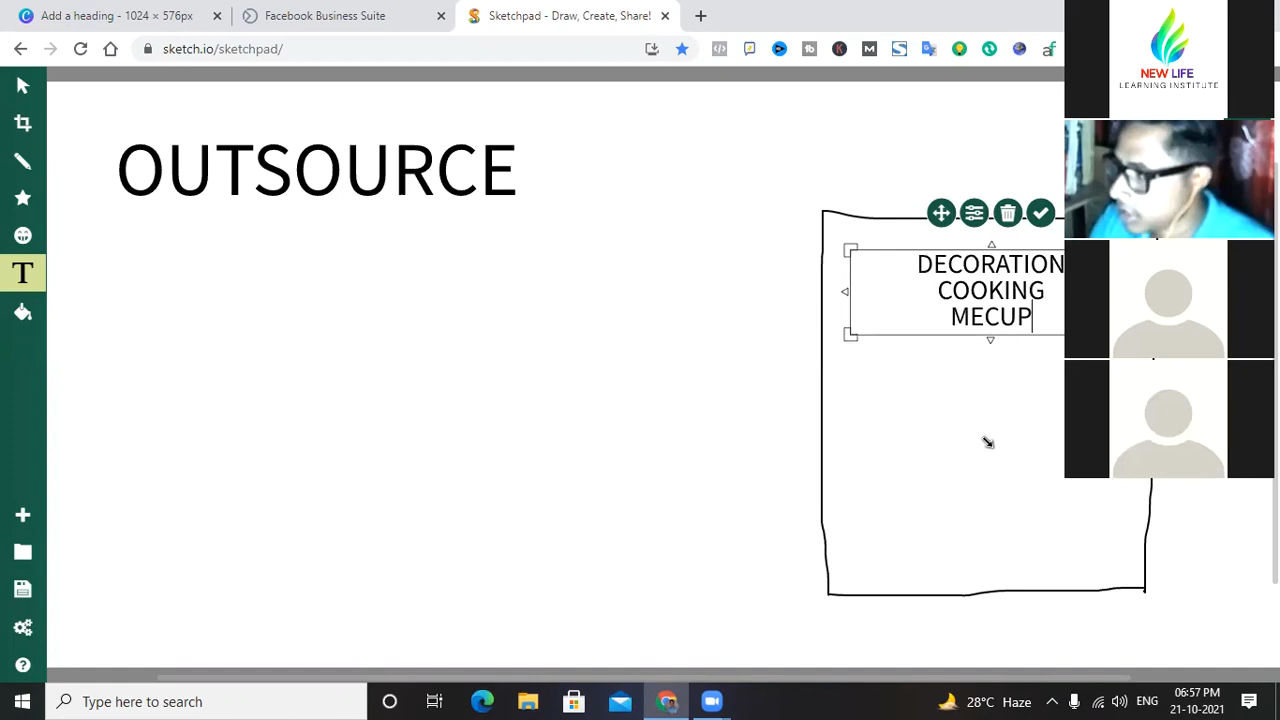 Add a heading - 1024 × 576px
Facebook Business Suite
Sketchpad - Draw, Create, Share!
sketch.io/sketchpad/
NEW LIFE
LEARNING INSTITUTE
OUTSOURCE
DECORATION
COOKING
MECUP
T
Type here to search
28°C Haze
ENG
06:57 PM
21-10-2021